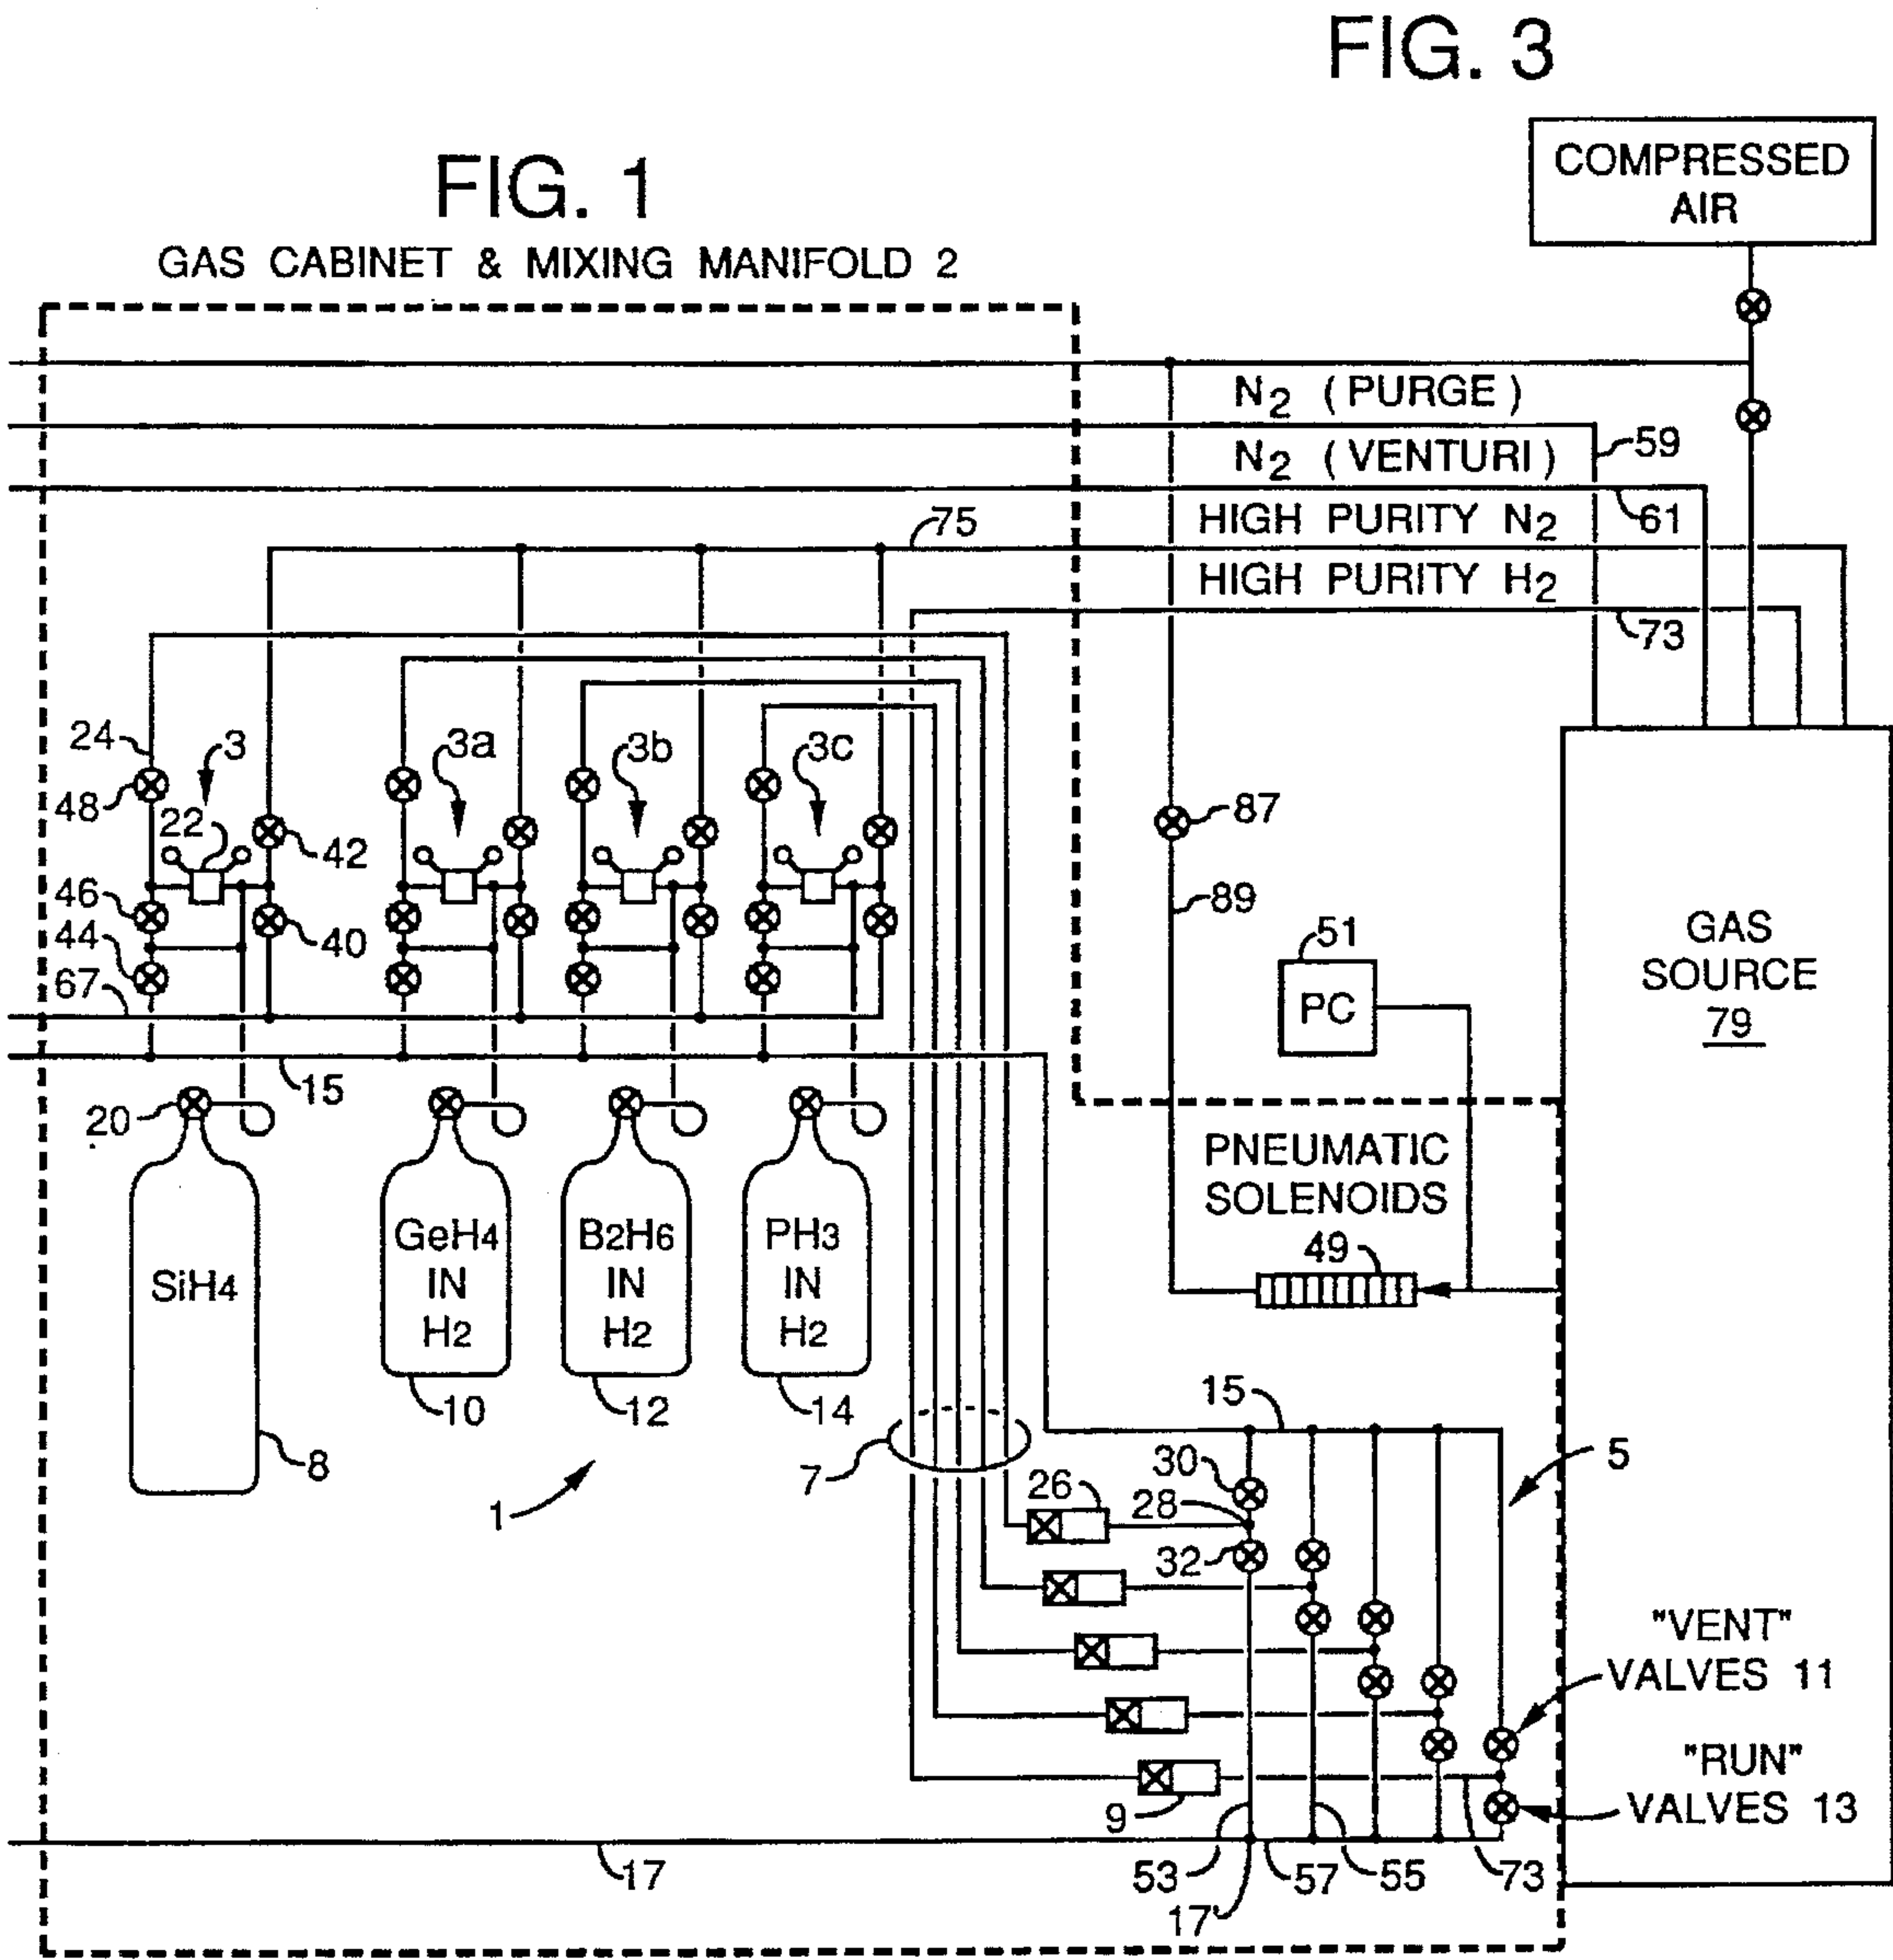 FIG. 3
COMPRESSED
AIR
FIG. 1
GAS CABINET & MIXING MANIFOLD 2
N2 (PURGE)
59
N2 (VENTURI)
61
75
HIGH PURITY N2
HIGH PURITY H2
73
24
3
3a
3b
3c
48
22
42
87
46
40
44
89
67
51
PC
GAS
SOURCE
79
15
20
PNEUMATIC
SOLENOIDS
49
SiH4
GeH4
IN
H2
B2H6
IN
H2
PH3
IN
H2
10
12
14
8
7
1
15
5
30
26
28
32
"VENT"
VALVES 11
"RUN"
VALVES 13
9
17
53
57
55
73
17'